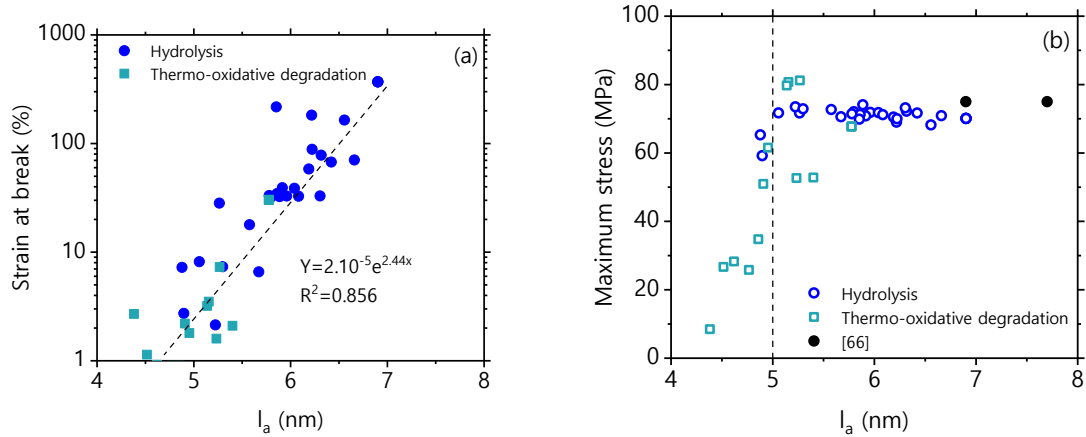 (a)
Hydrolysis
Thermo-oxidative degradation
Strain at break (%)
1000
100
10
1
Y=2.10⁻⁵e²·⁴⁴ˣ
R²=0.856
4 5 6 7 8
lₐ (nm)
(b)
Maximum stress (MPa)
100
80
60
40
20
0
Hydrolysis
Thermo-oxidative degradation
[66]
4 5 6 7 8
lₐ (nm)